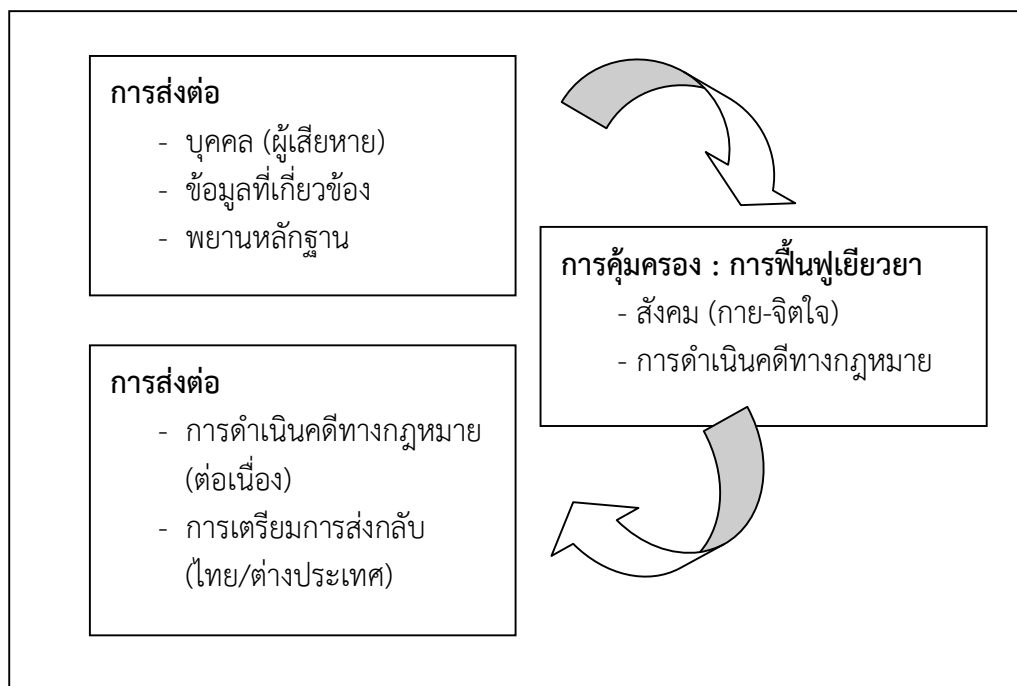 การส่งต่อ
- บุคคล (ผู้เสียหาย)
- ข้อมูลที่เกี่ยวข้อง
- พยานหลักฐาน
การคุ้มครอง : การฟื้นฟูเยียวยา
- สังคม (กาย-จิตใจ)
- การดำเนินคดีทางกฎหมาย
การส่งต่อ
- การดำเนินคดีทางกฎหมาย
(ต่อเนื่อง)
- การเตรียมการส่งกลับ
(ไทย/ต่างประเทศ)